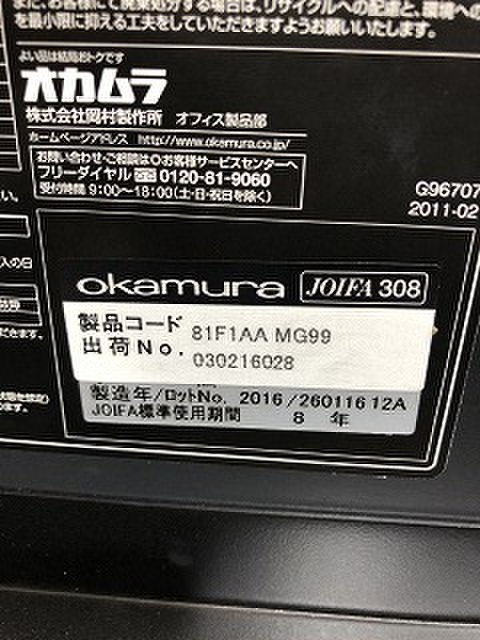 また、お客様にて廃棄処分する場合は、リサイクルへの配慮と、環境への
を最小限に抑える工夫をしていただきますようお願いいたします。
よい品は結局おトクです
オカムラ
株式会社岡村製作所 オフィス製品部
ホームページアドレス http://www.okamura.co.jp/
お問い合わせ・ご相談はお客様サービスセンターへ
フリーダイヤル 0120-81-9060
受付時間 9:00〜18:00(土・日・祝日を除く)
G96707
2011-02
入の日
okamura JOIFA 308
製品コード 81F1AA MG99
出荷No. 030216028
製造年/ロットNo. 2016/260116 12A
JOIFA標準使用期間 8 年